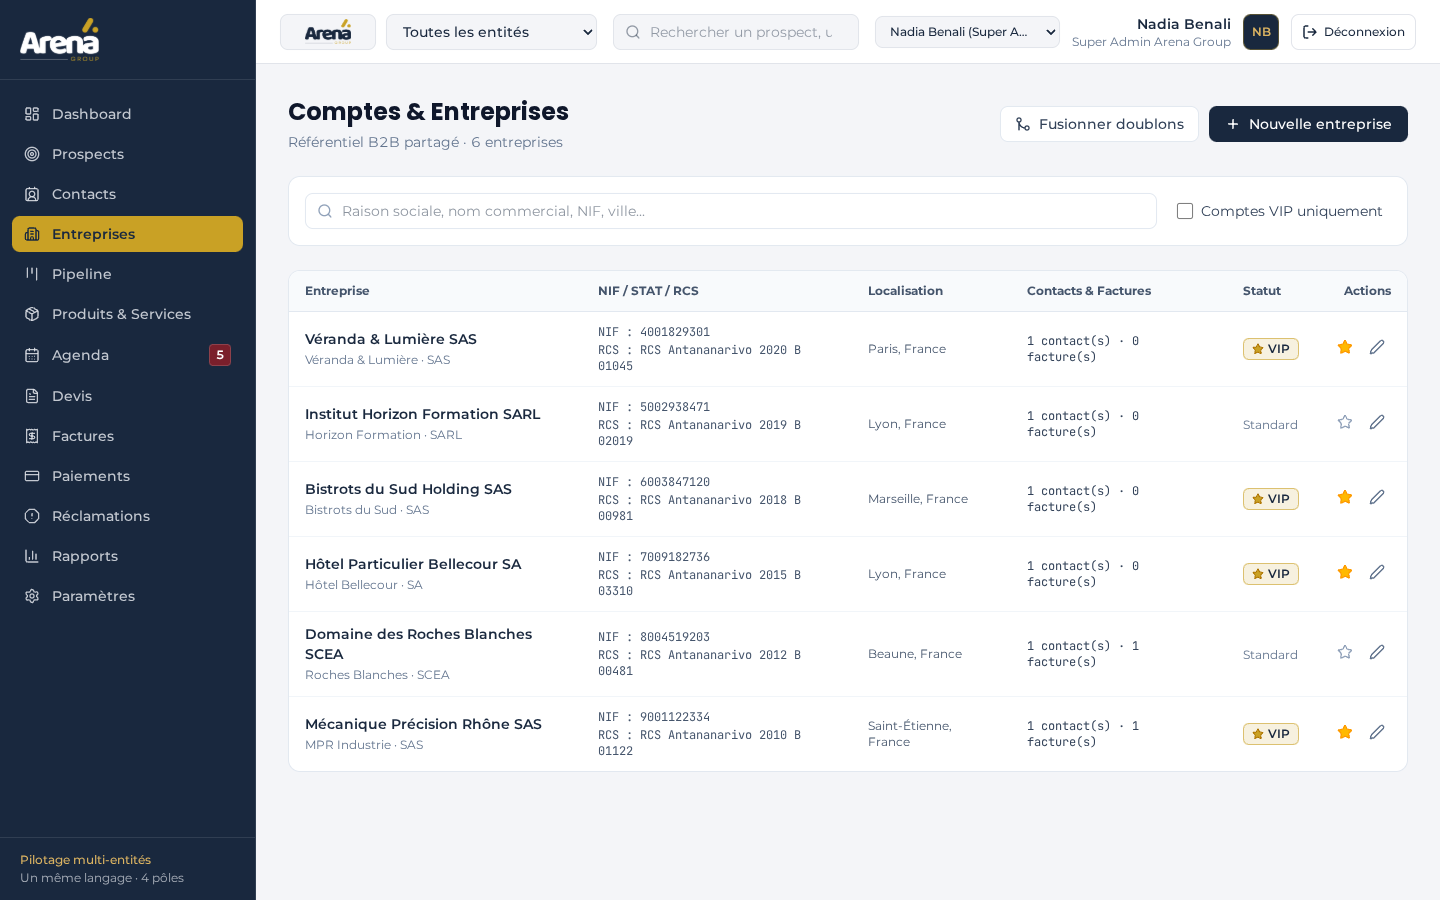 Arena
GROUP
Dashboard
Prospects
Contacts
Entreprises
Pipeline
Produits & Services
Agenda 5
Devis
Factures
Paiements
Réclamations
Rapports
Paramètres
Pilotage multi-entités
Un même langage · 4 pôles
Arena
Toutes les entités
Rechercher un prospect, u
Nadia Benali (Super A...
Nadia Benali
Super Admin Arena Group
NB
Déconnexion
Comptes & Entreprises
Référentiel B2B partagé · 6 entreprises
Fusionner doublons
Nouvelle entreprise
Raison sociale, nom commercial, NIF, ville...
Comptes VIP uniquement
Entreprise NIF / STAT / RCS Localisation Contacts & Factures Statut Actions
Véranda & Lumière SAS
Véranda & Lumière · SAS
NIF : 4001829301
RCS : RCS Antananarivo 2020 B
01045
Paris, France
1 contact(s) · 0
facture(s)
VIP
Institut Horizon Formation SARL
Horizon Formation · SARL
NIF : 5002938471
RCS : RCS Antananarivo 2019 B
02019
Lyon, France
1 contact(s) · 0
facture(s)
Standard
Bistrots du Sud Holding SAS
Bistrots du Sud · SAS
NIF : 6003847120
RCS : RCS Antananarivo 2018 B
00981
Marseille, France
1 contact(s) · 0
facture(s)
VIP
Hôtel Particulier Bellecour SA
Hôtel Bellecour · SA
NIF : 7009182736
RCS : RCS Antananarivo 2015 B
03310
Lyon, France
1 contact(s) · 0
facture(s)
VIP
Domaine des Roches Blanches
SCEA
Roches Blanches · SCEA
NIF : 8004519203
RCS : RCS Antananarivo 2012 B
00481
Beaune, France
1 contact(s) · 1
facture(s)
Standard
Mécanique Précision Rhône SAS
MPR Industrie · SAS
NIF : 9001122334
RCS : RCS Antananarivo 2010 B
01122
Saint-Étienne,
France
1 contact(s) · 1
facture(s)
VIP